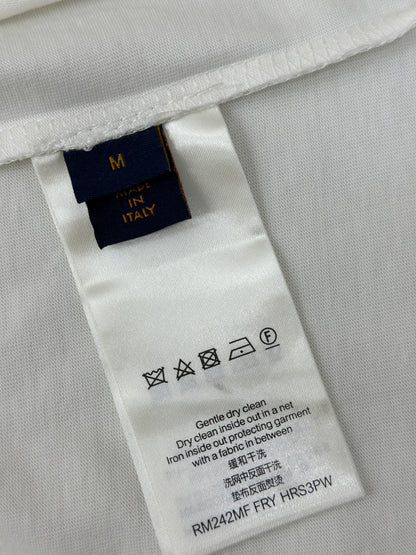 M
MADE
IN
ITALY
F
Gentle dry clean
Dry clean inside out in a net
Iron inside out protecting garment
with a fabric in between
缓和干洗
洗网中反面干洗
垫布反面熨烫
RM242MF FRY HRS3PW